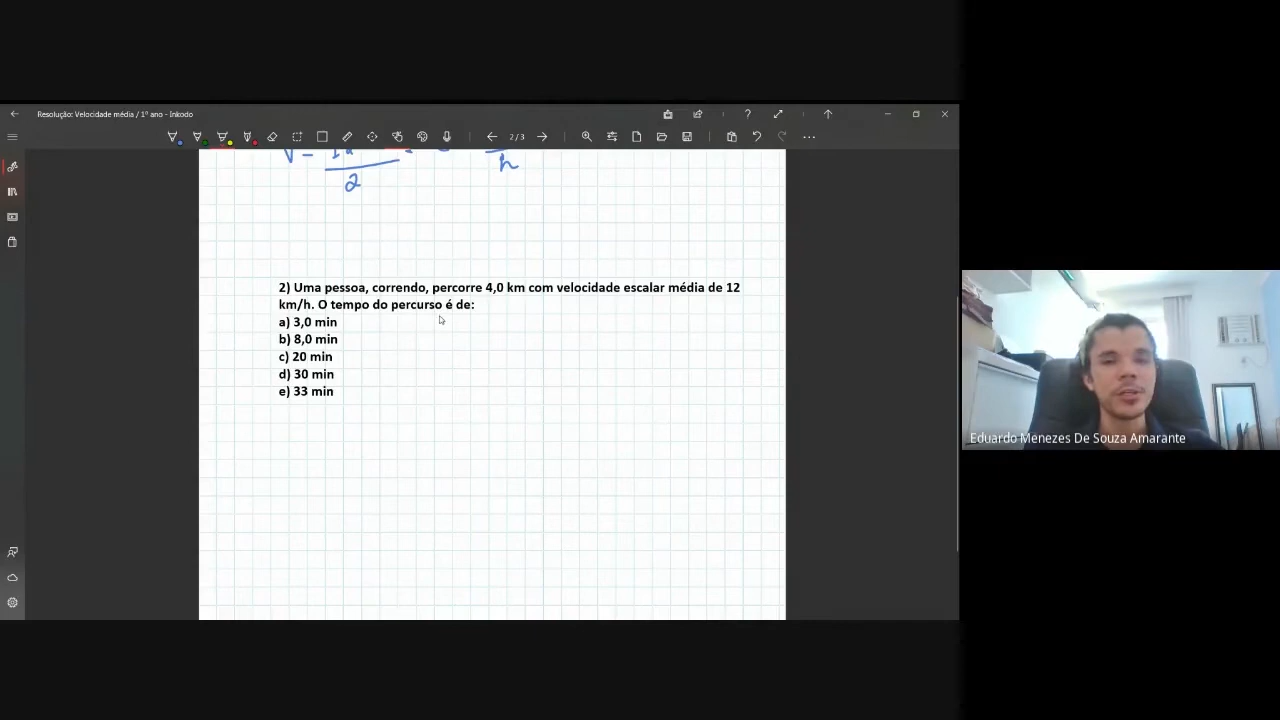 Resolução: Velocidade média / 1º ano - Inkodo
2/3
V =
2
h
2) Uma pessoa, correndo, percorre 4,0 km com velocidade escalar média de 12
km/h. O tempo do percurso é de:
a) 3,0 min
b) 8,0 min
c) 20 min
d) 30 min
e) 33 min
Eduardo Menezes De Souza Amarante